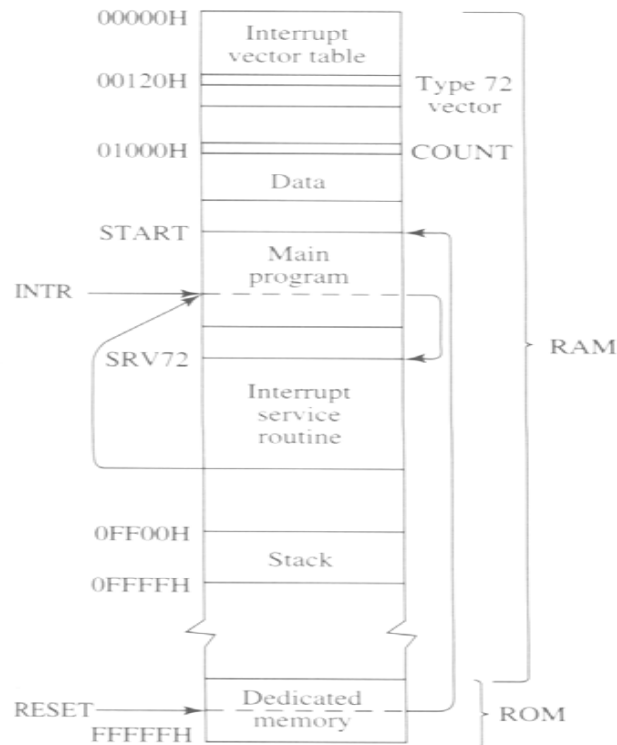 00000H
Interrupt
vector table
00120H
Type 72
vector
01000H
COUNT
Data
START
Main
program
INTR
SRV72
RAM
Interrupt
service
routine
0FF00H
Stack
0FFFFH
Dedicated
memory
RESET
ROM
FFFFFH